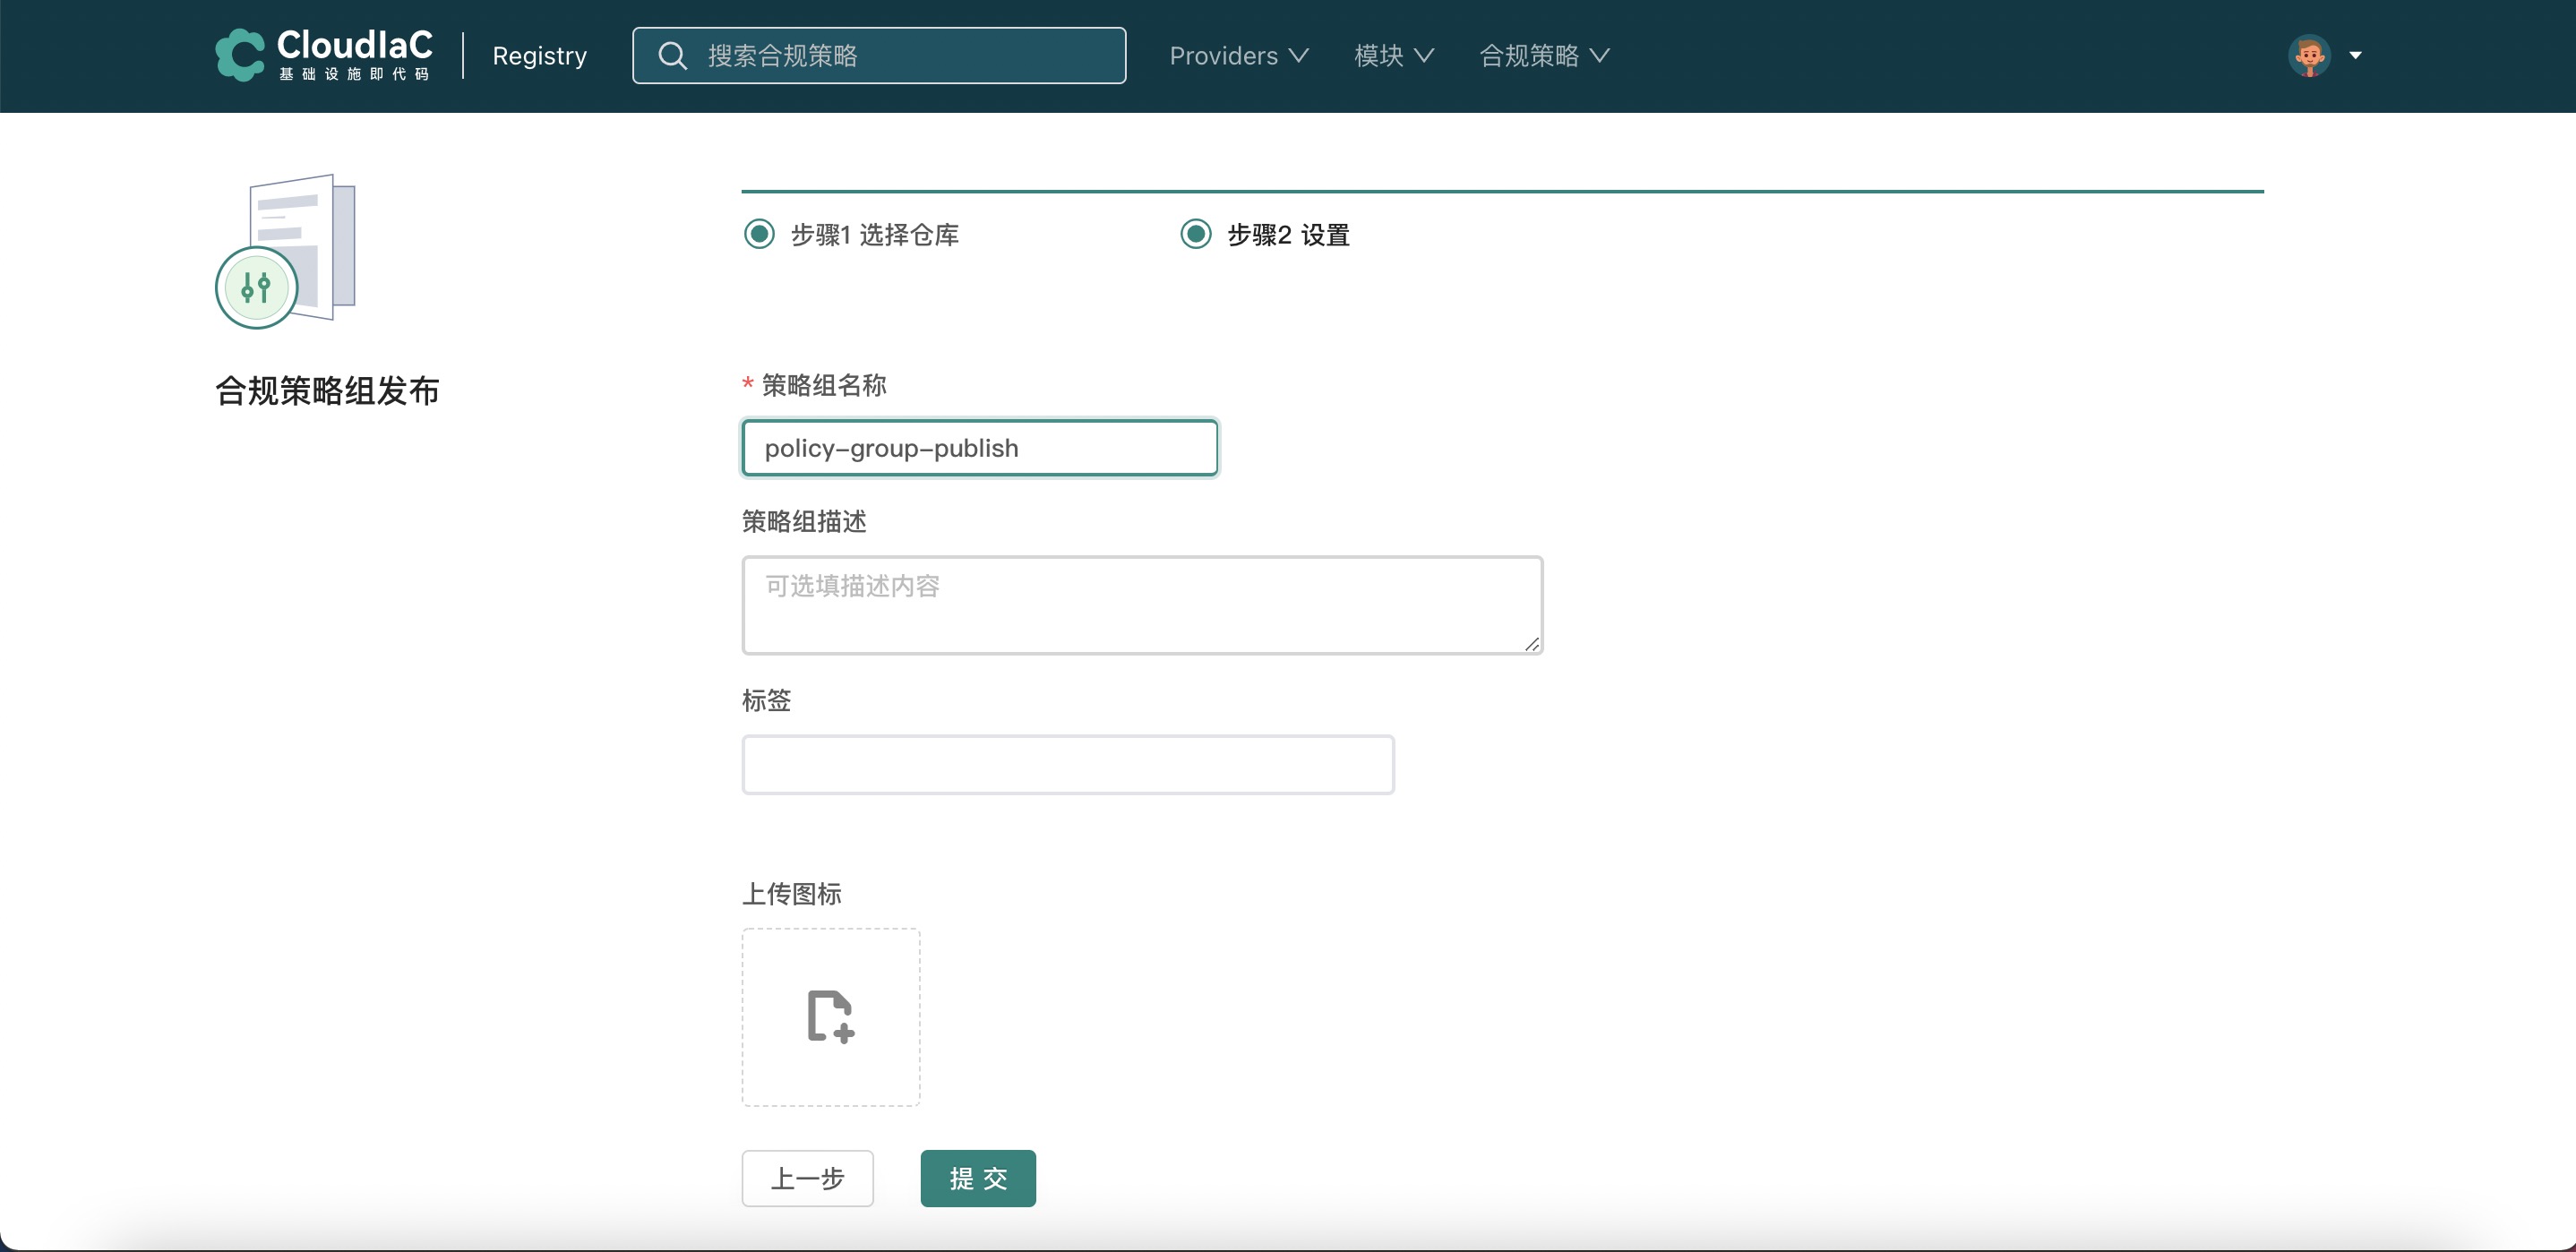 CloudIaC
基础设施即代码
Registry
搜索合规策略
Providers
模块
合规策略
步骤1 选择仓库
步骤2 设置
合规策略组发布
* 策略组名称
policy-group-publish
策略组描述
可选填描述内容
标签
上传图标
上一步
提交